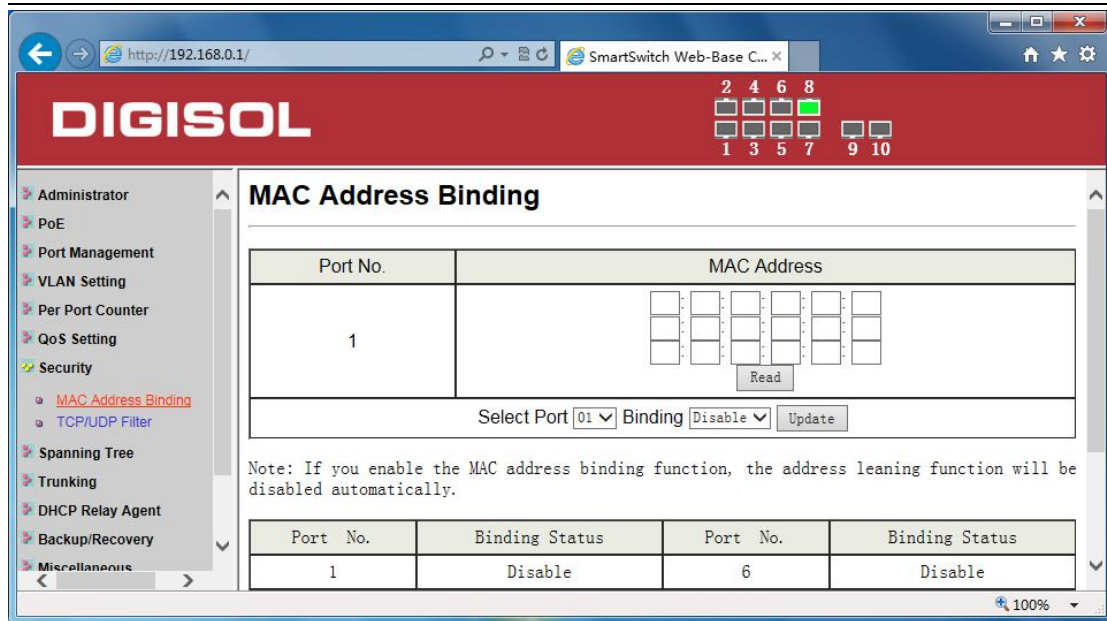 http://192.168.0.1/
SmartSwitch Web-Base C...
DIGISOL
2 4 6 8
1 3 5 7 9 10
Administrator
PoE
Port Management
VLAN Setting
Per Port Counter
QoS Setting
Security
MAC Address Binding
TCP/UDP Filter
Spanning Tree
Trunking
DHCP Relay Agent
Backup/Recovery
Miscellaneous
MAC Address Binding
Port No. MAC Address
1
: : : : :
: : : : :
: : : : :
Read
Select Port 01 Binding Disable Update
Note: If you enable the MAC address binding function, the address leaning function will be
disabled automatically.
Port No. Binding Status Port No. Binding Status
1 Disable 6 Disable
100%